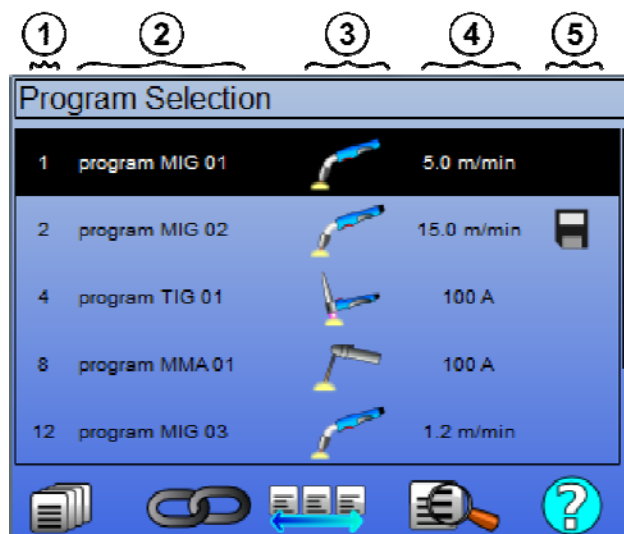 1 2 3 4 5
Program Selection
1 program MIG 01 5.0 m/min
2 program MIG 02 15.0 m/min
4 program TIG 01 100 A
8 program MMA 01 100 A
12 program MIG 03 1.2 m/min
?